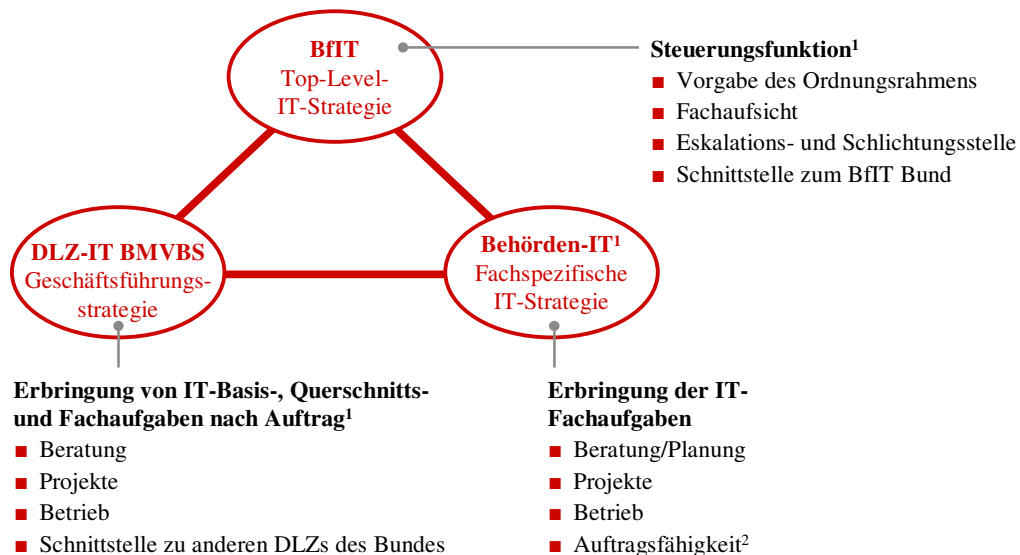 BfIT
Top-Level-
IT-Strategie
Steuerungsfunktion¹
■ Vorgabe des Ordnungsrahmens
■ Fachaufsicht
■ Eskalations- und Schlichtungsstelle
■ Schnittstelle zum BfIT Bund
DLZ-IT BMVBS
Geschäftsführungs-
strategie
Behörden-IT¹
Fachspezifische
IT-Strategie
Erbringung von IT-Basis-, Querschnitts-
und Fachaufgaben nach Auftrag¹
■ Beratung
■ Projekte
■ Betrieb
■ Schnittstelle zu anderen DLZs des Bundes
Erbringung der IT-
Fachaufgaben
■ Beratung/Planung
■ Projekte
■ Betrieb
■ Auftragsfähigkeit²